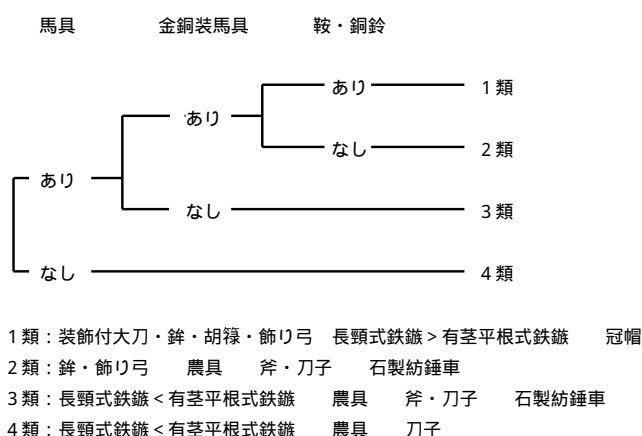 馬具 金銅装馬具 鞍・銅鈴
あり 1類
あり
なし 2類
あり
なし 3類
なし 4類
1類：装飾付大刀・鉾・胡簶・飾り弓 長頸式鉄鏃＞有茎平根式鉄鏃 冠帽
2類：鉾・飾り弓 農具 斧・刀子 石製紡錘車
3類：長頸式鉄鏃＜有茎平根式鉄鏃 農具 斧・刀子 石製紡錘車
4類：長頸式鉄鏃＜有茎平根式鉄鏃 農具 刀子